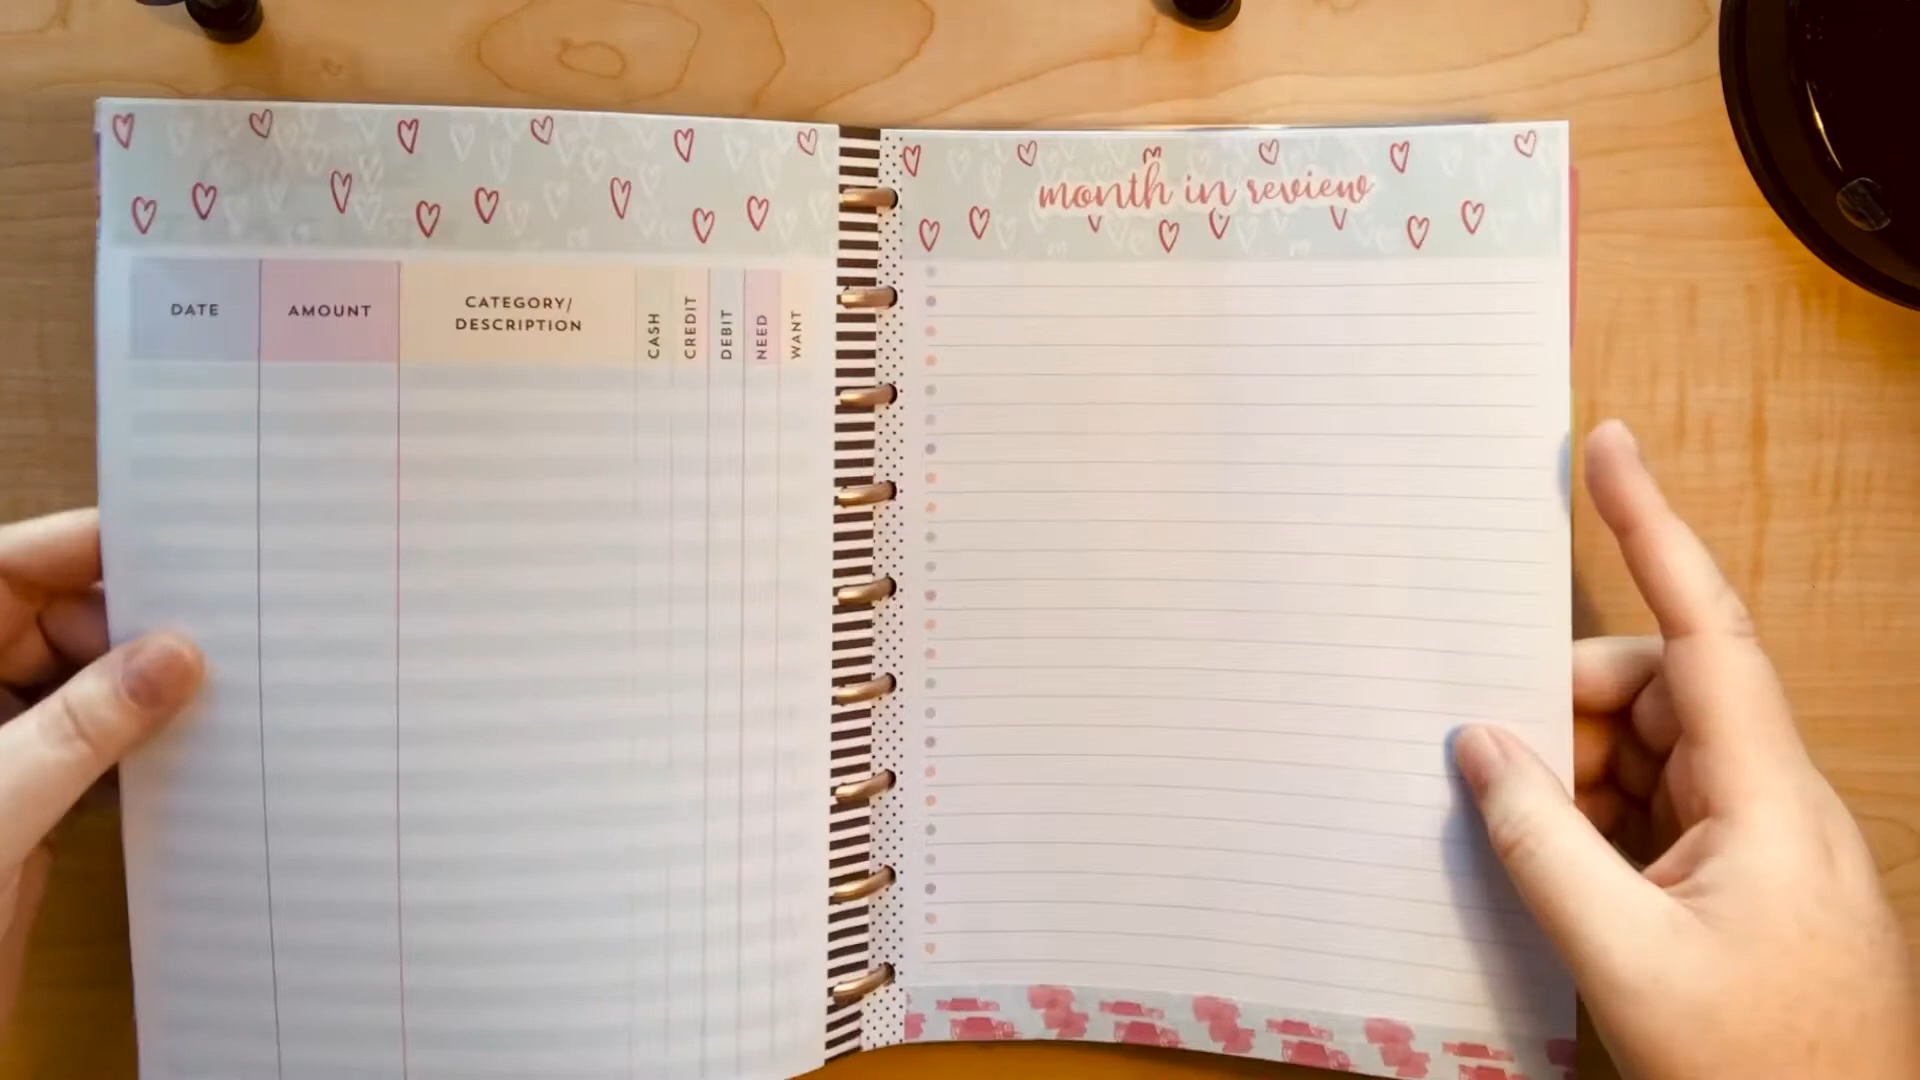 DATE
AMOUNT
CATEGORY/
DESCRIPTION
CASH
CREDIT
DEBIT
NEED
WANT
month in review